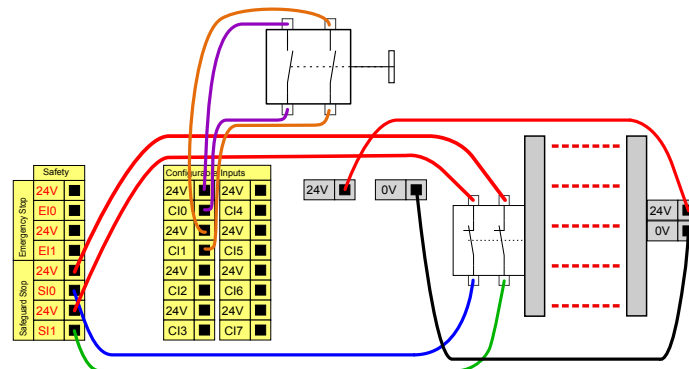 Safety
Emergency Stop
24V
EI0
24V
EI1
Safeguard Stop
24V
SI0
24V
SI1
Configurable Inputs
24V 24V
CI0 CI4
24V 24V
CI1 CI5
24V 24V
CI2 CI6
24V 24V
CI3 CI7
24V 0V
24V
0V